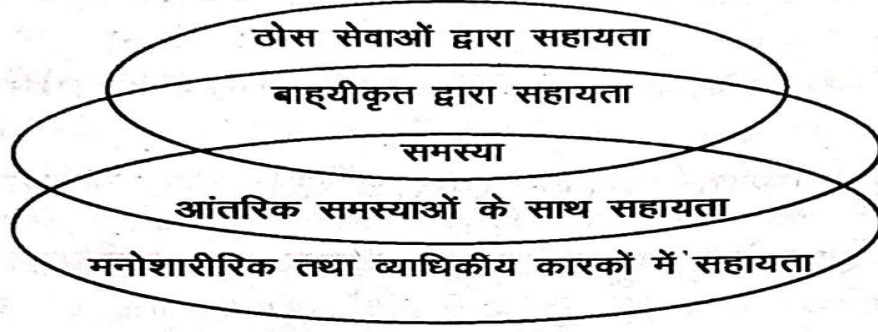 ठोस सेवाओं द्वारा सहायता
बाह्यीकृत द्वारा सहायता
समस्या
आंतरिक समस्याओं के साथ सहायता
मनोशारीरिक तथा व्याधिकीय कारकों में सहायता